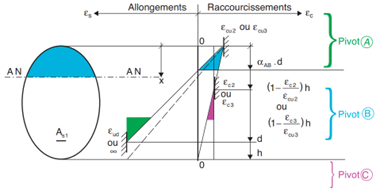 Allongements Raccourcissements
εs εc
0 εcu2 ou εcu3
Pivot A
A N A N x αAB . d
εc2
ou
εc3
(1- εc2/εcu2) h
ou
(1- εc3/εcu3) h
Pivot B
As1
εud
ou
∞
d
h
0
Pivot C